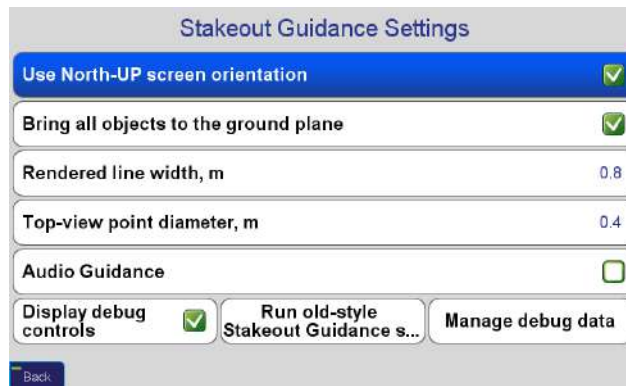 Stakeout Guidance Settings
Use North-UP screen orientation
Bring all objects to the ground plane
Rendered line width, m 0.8
Top-view point diameter, m 0.4
Audio Guidance
Display debug
controls
Run old-style
Stakeout Guidance s...
Manage debug data
Back